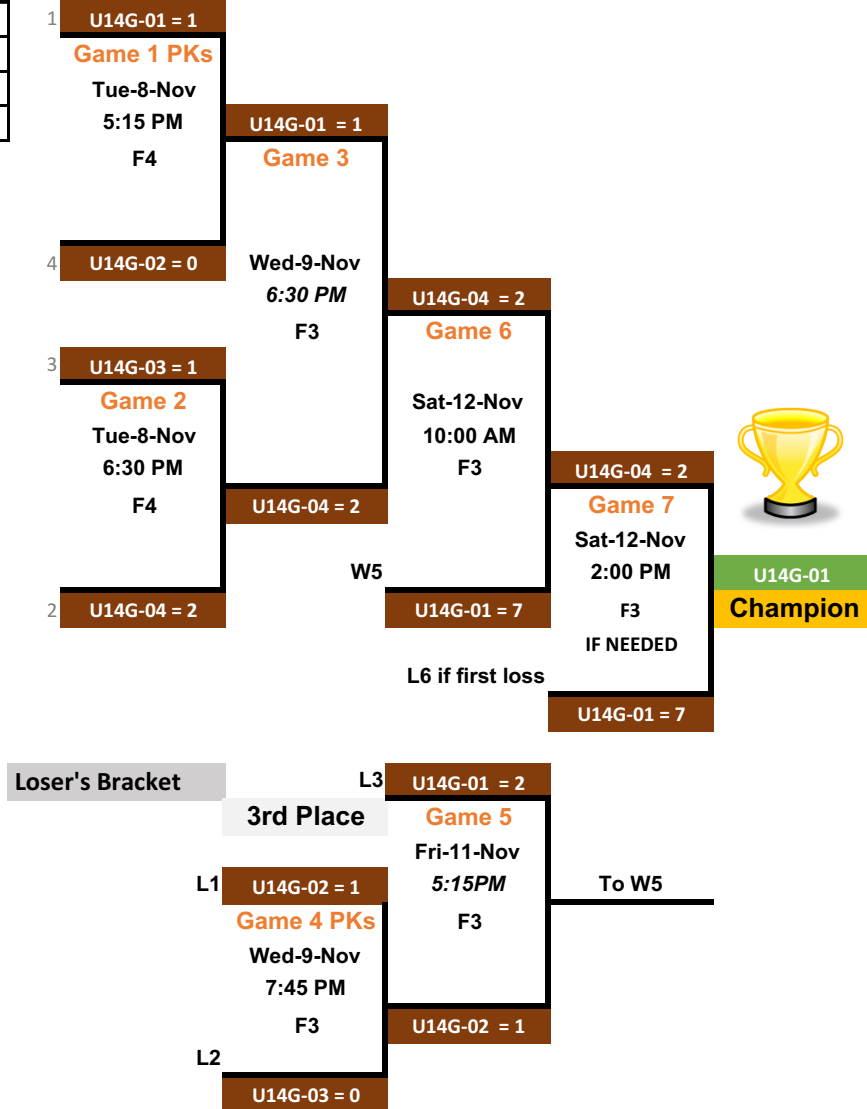 1
U14G-01 = 1
Game 1 PKs
Tue-8-Nov
5:15 PM
F4
4
U14G-02 = 0
3
U14G-03 = 1
Game 2
Tue-8-Nov
6:30 PM
F4
2
U14G-04 = 2
U14G-01 = 1
Game 3
Wed-9-Nov
6:30 PM
F3
U14G-04 = 2
U14G-04 = 2
Game 6
Sat-12-Nov
10:00 AM
F3
W5
U14G-01 = 7
U14G-04 = 2
Game 7
Sat-12-Nov
2:00 PM
F3
IF NEEDED
L6 if first loss
U14G-01 = 7
U14G-01
Champion
Loser's Bracket
3rd Place
L3
U14G-01 = 2
Game 5
Fri-11-Nov
5:15PM
F3
U14G-02 = 1
To W5
L1
U14G-02 = 1
Game 4 PKs
Wed-9-Nov
7:45 PM
F3
L2
U14G-03 = 0